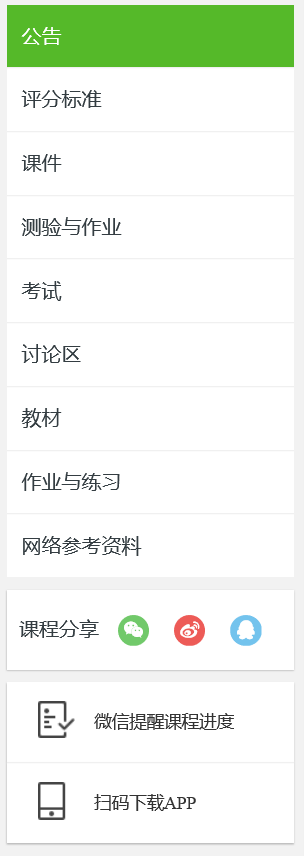 公告
评分标准
课件
测验与作业
考试
讨论区
教材
作业与练习
网络参考资料
课程分享
微信提醒课程进度
扫码下载APP